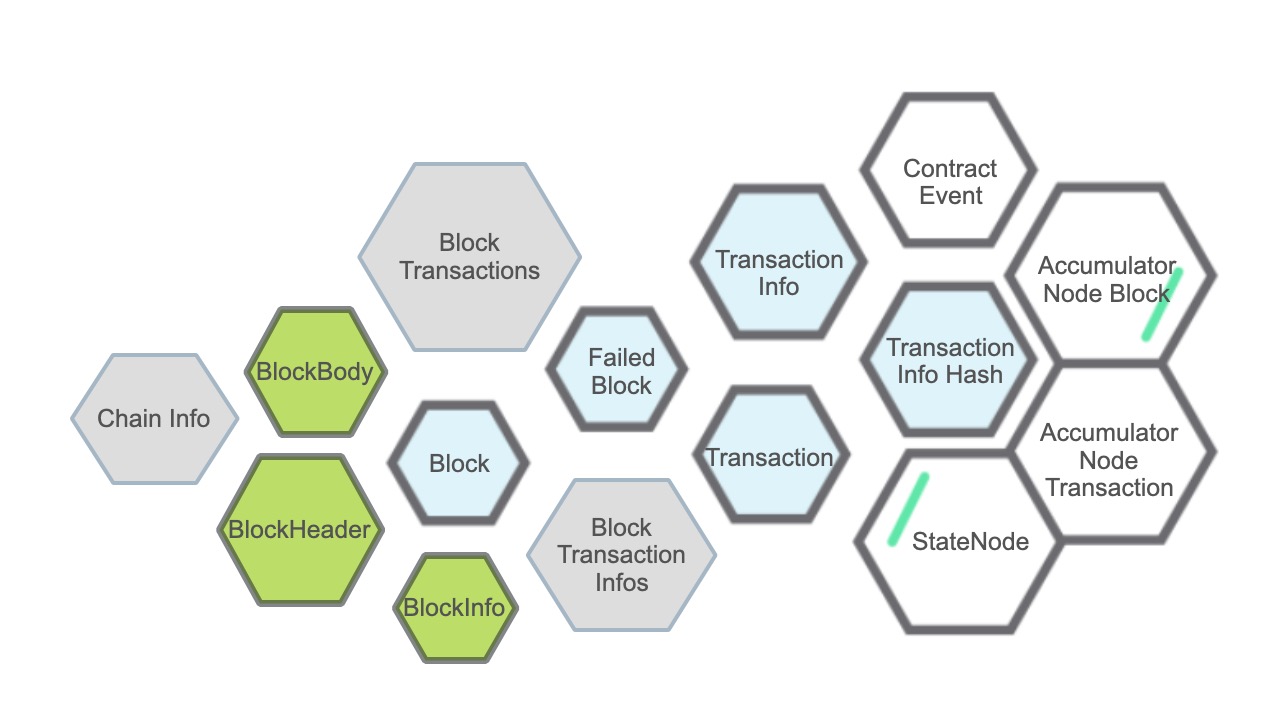 Contract
Event
Block
Transactions
Transaction
Info
Accumulator
Node Block
BlockBody
Failed
Block
Transaction
Info Hash
Chain Info
Block
Transaction
Accumulator
Node
Transaction
BlockHeader
Block
Transaction
Infos
StateNode
BlockInfo